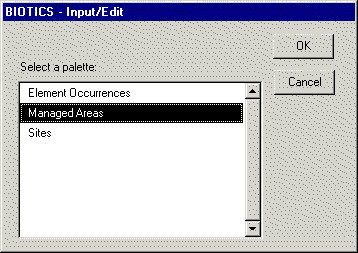 BIOTICS - Input/Edit
OK
Select a palette:
Cancel
Element Occurrences
Managed Areas
Sites